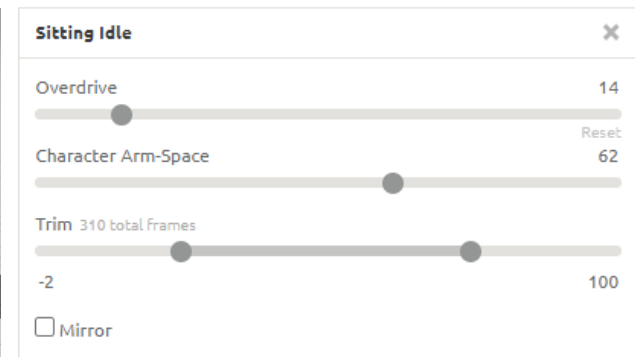 Sitting Idle
Overdrive 14
Reset
Character Arm-Space 62
Trim 310 total frames
-2 100
Mirror